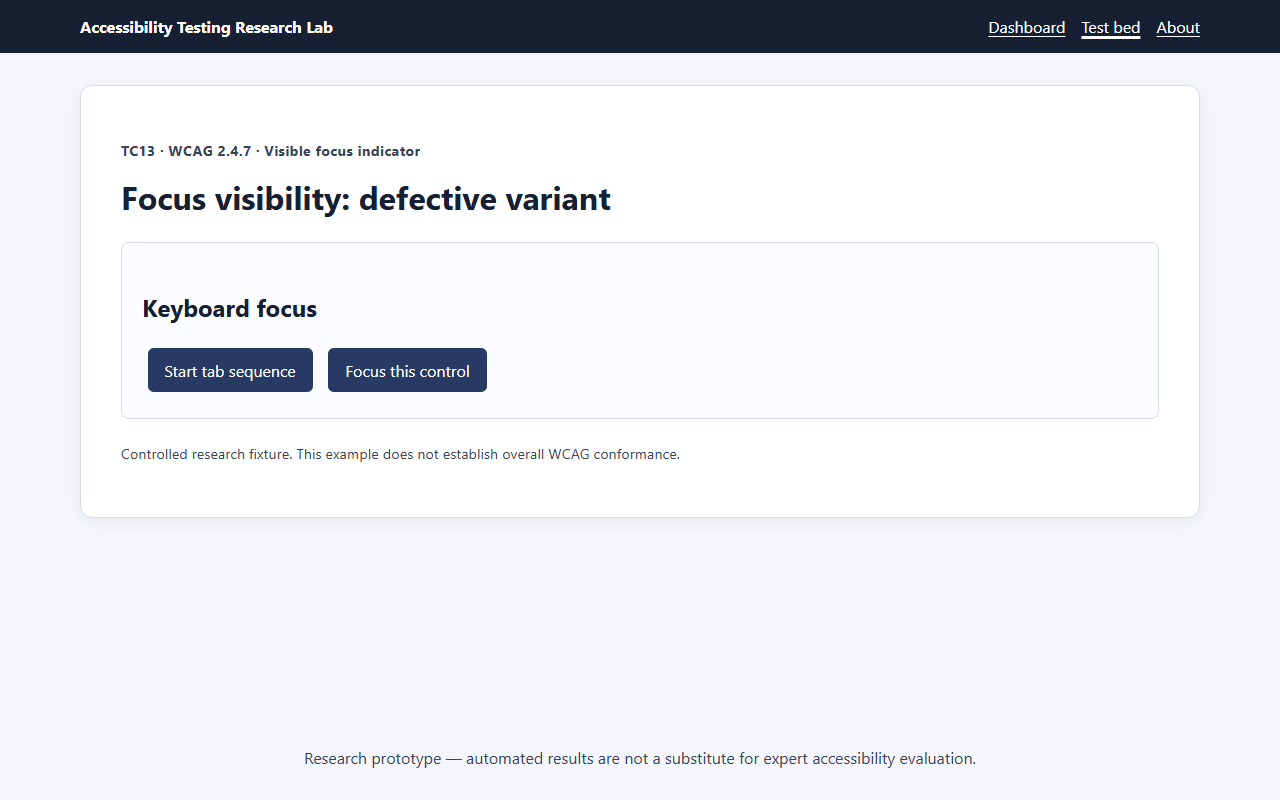 Accessibility Testing Research Lab
Dashboard Test bed About
TC13 · WCAG 2.4.7 · Visible focus indicator
Focus visibility: defective variant
Keyboard focus
Start tab sequence Focus this control
Controlled research fixture. This example does not establish overall WCAG conformance.
Research prototype — automated results are not a substitute for expert accessibility evaluation.